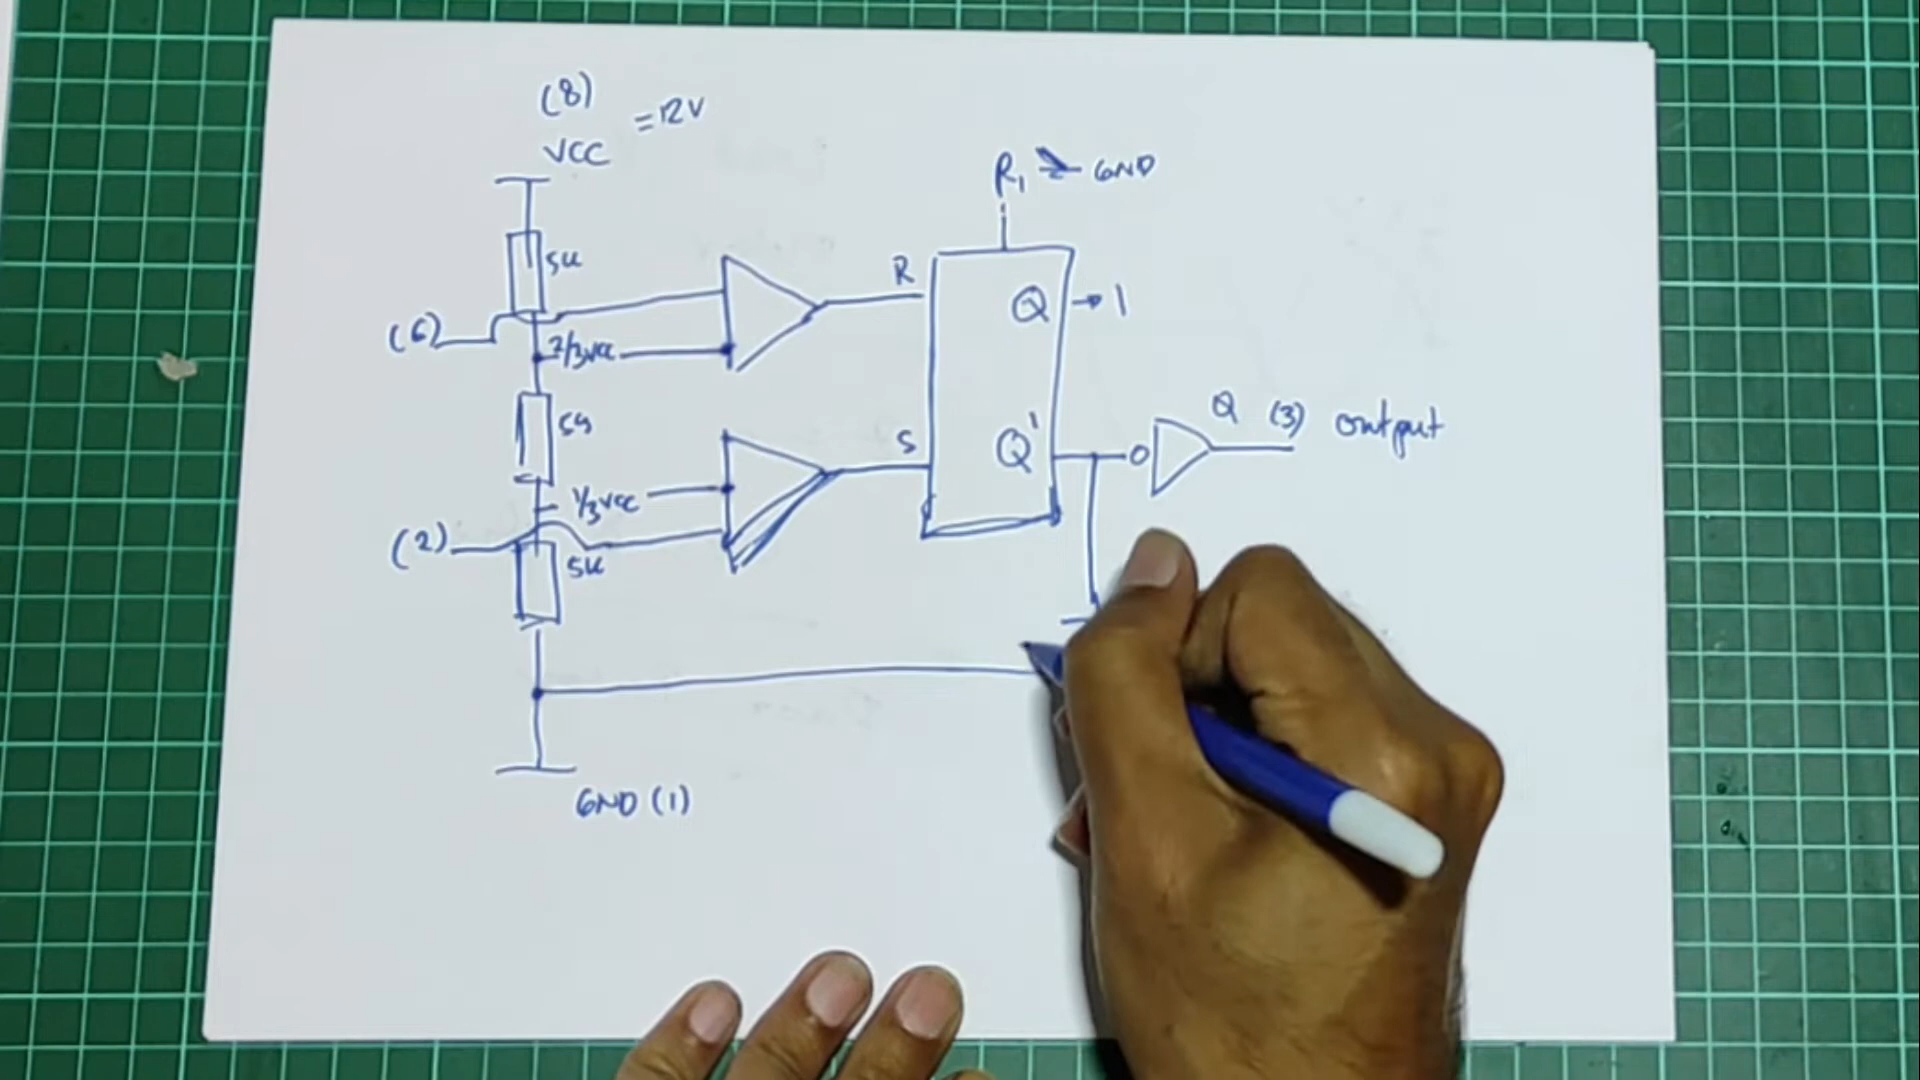 (8)
VCC = 12V
R₁ GND
5K
R
Q → 1
(6)
2/3 VCC
5K
Q (3) output
S
Q'
1/3 VCC
(2)
5K
GND (1)